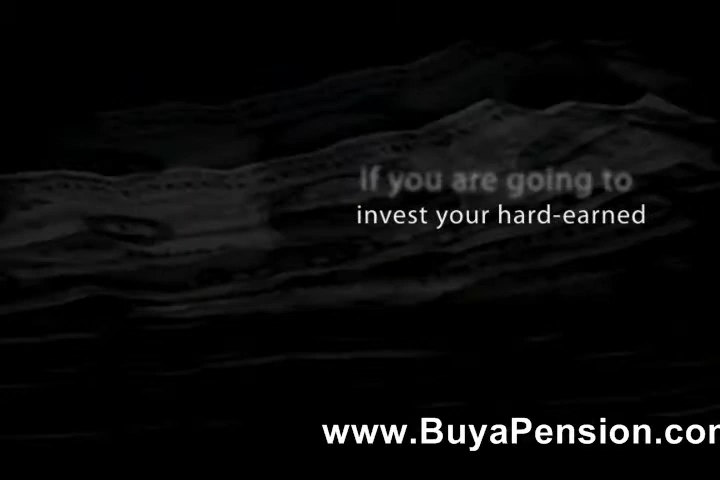 If you are going to
invest your hard-earned
www.BuyaPension.com